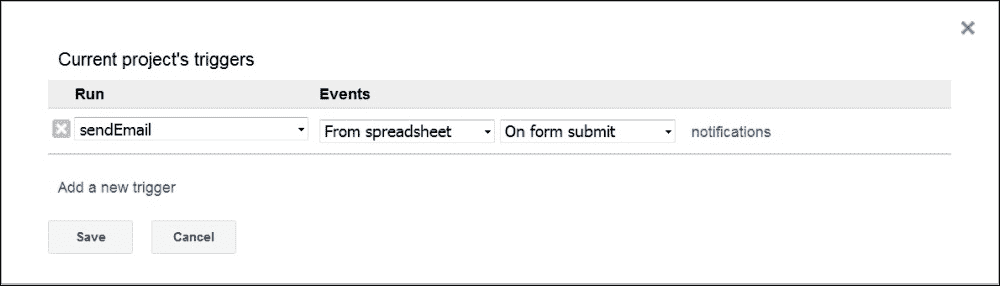 Current project's triggers
Run Events
sendEmail From spreadsheet On form submit notifications
Add a new trigger
Save Cancel